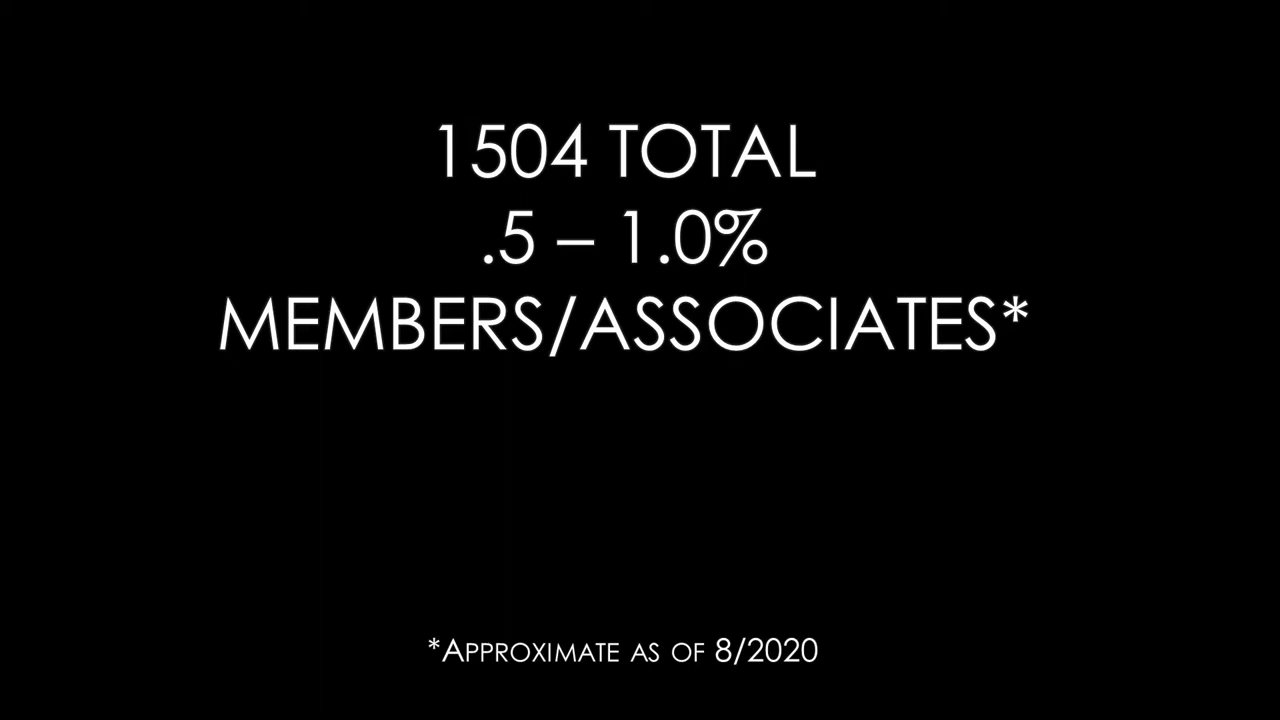 1504 TOTAL
.5 – 1.0%
MEMBERS/ASSOCIATES*
*APPROXIMATE AS OF 8/2020